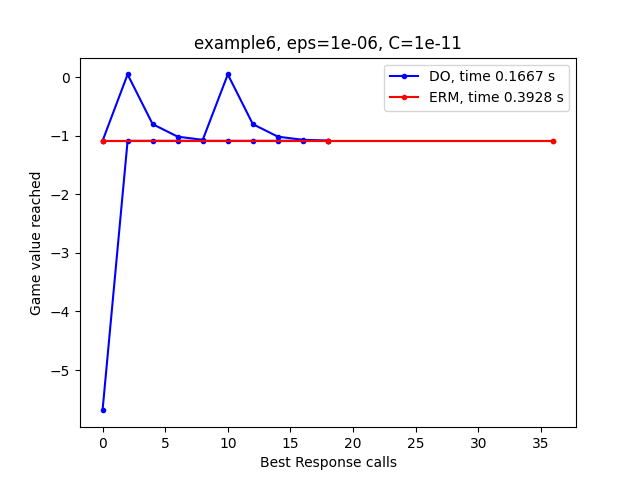 example6, eps=1e-06, C=1e-11
DO, time 0.1667 s
ERM, time 0.3928 s
Game value reached
0
−1
−2
−3
−4
−5
0 5 10 15 20 25 30 35
Best Response calls